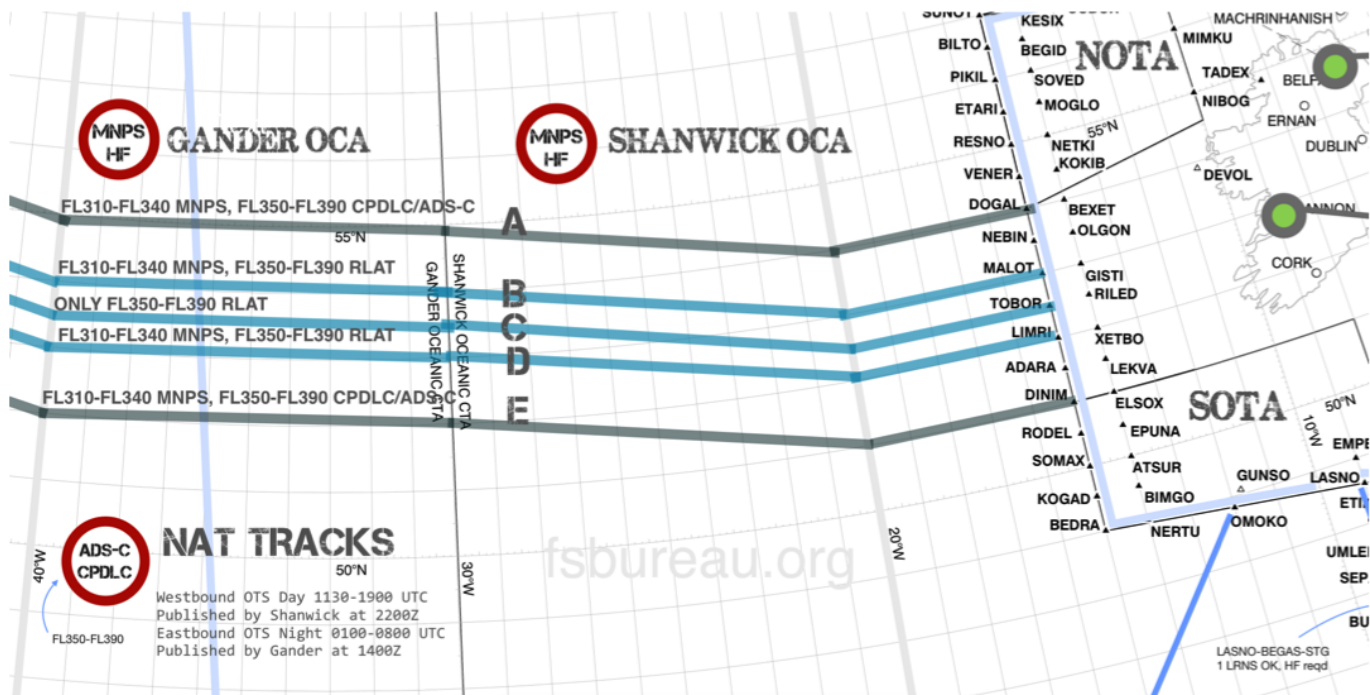 KESIX
BILTO
BEGID
PIKIL
SOVED
ETARI
MOGLO
RESNO
NETKI
KOKIB
VENER
DOGAL
BEXET
OLGON
NEBIN
MALOT
GISTI
RILED
TOBOR
LIMRI
XETBO
ADARA
LEKVA
DINIM
ELSOX
RODEL
EPUNA
SOMAX
ATSUR
KOGAD
BIMGO
BEDRA
NERTU
OMOKO
GUNSO
LASNO
NOTA
55°N
MACHRINHANISH
MIMKU
TADEX
NIBOG
ERNAN
DUBLIN
DEVOL
CORK
SOTA
50°N
10°W
MNPS
HF
GANDER OCA
MNPS
HF
SHANWICK OCA
FL310-FL340 MNPS, FL350-FL390 CPDLC/ADS-C
A
55°N
FL310-FL340 MNPS, FL350-FL390 RLAT
B
ONLY FL350-FL390 RLAT
C
FL310-FL340 MNPS, FL350-FL390 RLAT
D
FL310-FL340 MNPS, FL350-FL390 CPDLC/ADS-C
E
SHANWICK OCEANIC CTA
GANDER OCEANIC CTA
40°W
30°W
20°W
50°N
ADS-C
CPDLC
FL350-FL390
NAT TRACKS
Westbound OTS Day 1130-1900 UTC
Published by Shanwick at 2200Z
Eastbound OTS Night 0100-0800 UTC
Published by Gander at 1400Z
fsbureau.org
LASNO-BEGAS-STG
1 LRNS OK, HF reqd